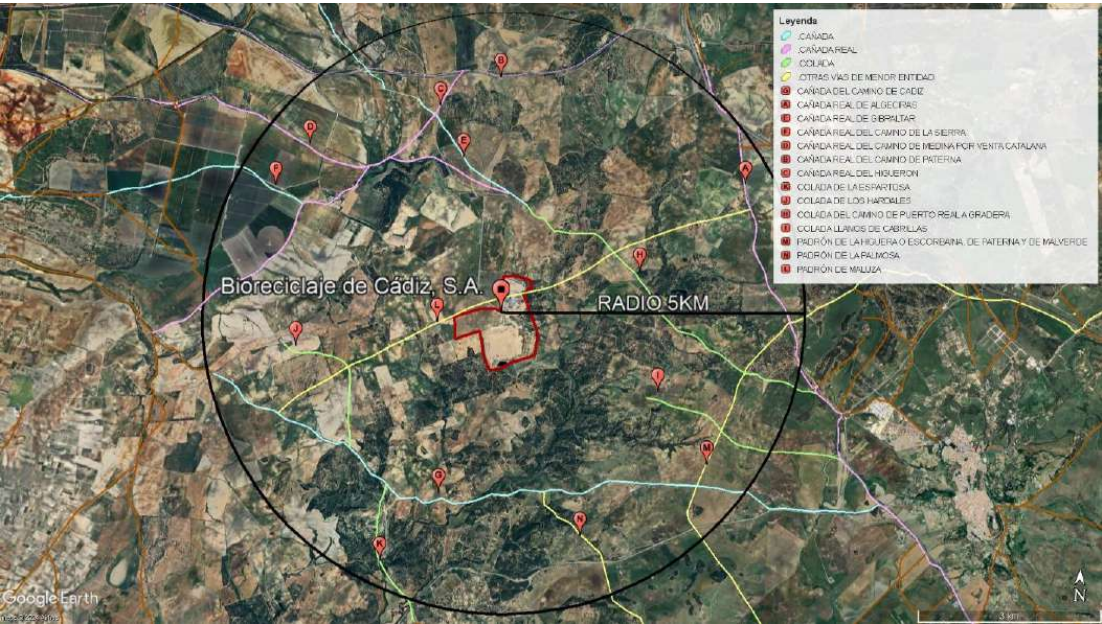 Leyenda
.CAÑADA
.CAÑADA REAL
.COLADA
.OTRAS VÍAS DE MENOR ENTIDAD
G CAÑADA DEL CAMINO DE CADIZ
A CAÑADA REAL DE ALGECIRAS
E CAÑADA REAL DE GIBRALTAR
F CAÑADA REAL DEL CAMINO DE LA SIERRA
D CAÑADA REAL DEL CAMINO DE MEDINA POR VENTA CATALANA
B CAÑADA REAL DEL CAMINO DE PATERNA
C CAÑADA REAL DEL HIGUERON
K COLADA DE LA ESPARTOSA
J COLADA DE LOS HARDALES
H COLADA DEL CAMINO DE PUERTO REAL A GRADERA
I COLADA LLANOS DE CABRILLAS
M PADRÓN DE LA HIGUERA O ESCORBAINA, DE PATERNA Y DE MALVERDE
N PADRÓN DE LA PALMOSA
L PADRÓN DE MALUZA
B
C
D
E
F
A
H
Bioreciclaje de Cádiz, S.A.
RADIO 5KM
L
J
I
M
G
N
K
Google Earth
N
3 km